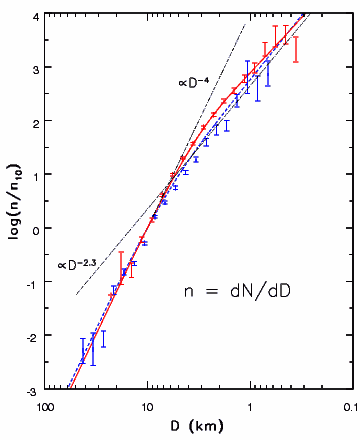 4
∝D⁻⁴
3
2
log(n/n₁₀)
1
0
∝D⁻²·³
-1
n = dN/dD
-2
-3
100 10 1 0.1
D (km)